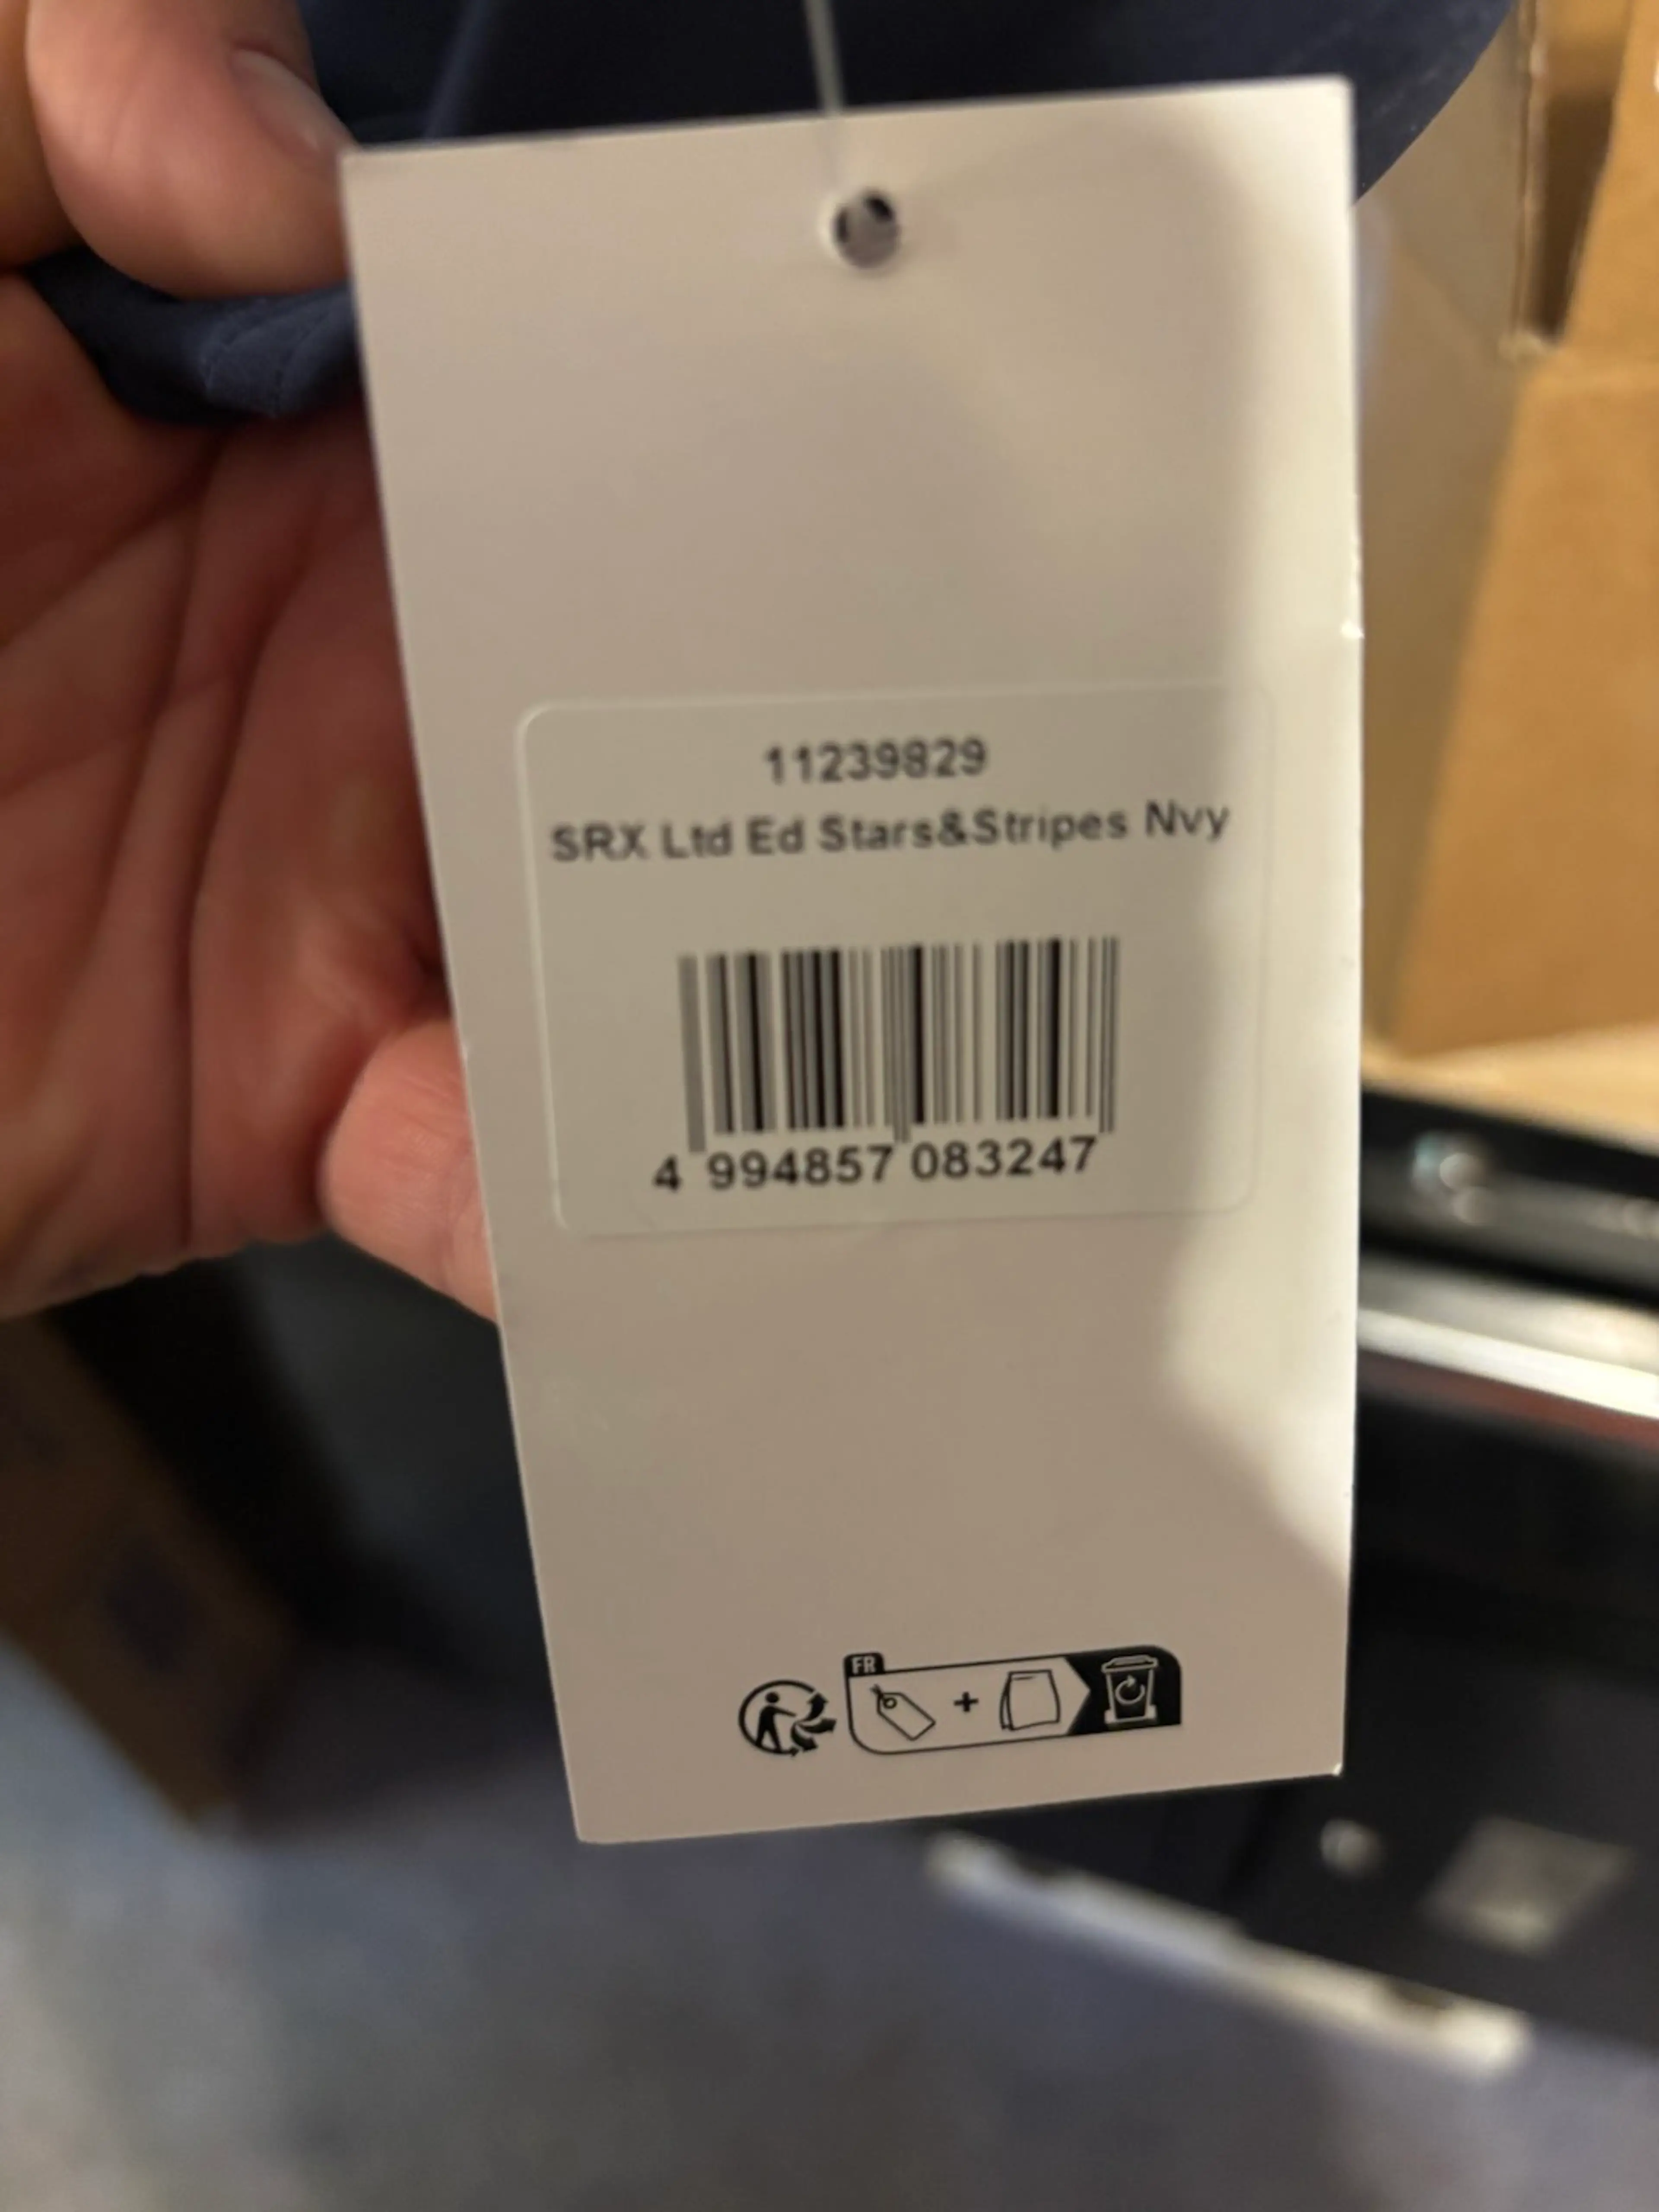 11239829
SRX Ltd Ed Stars&Stripes Nvy
4 994857 083247
FR